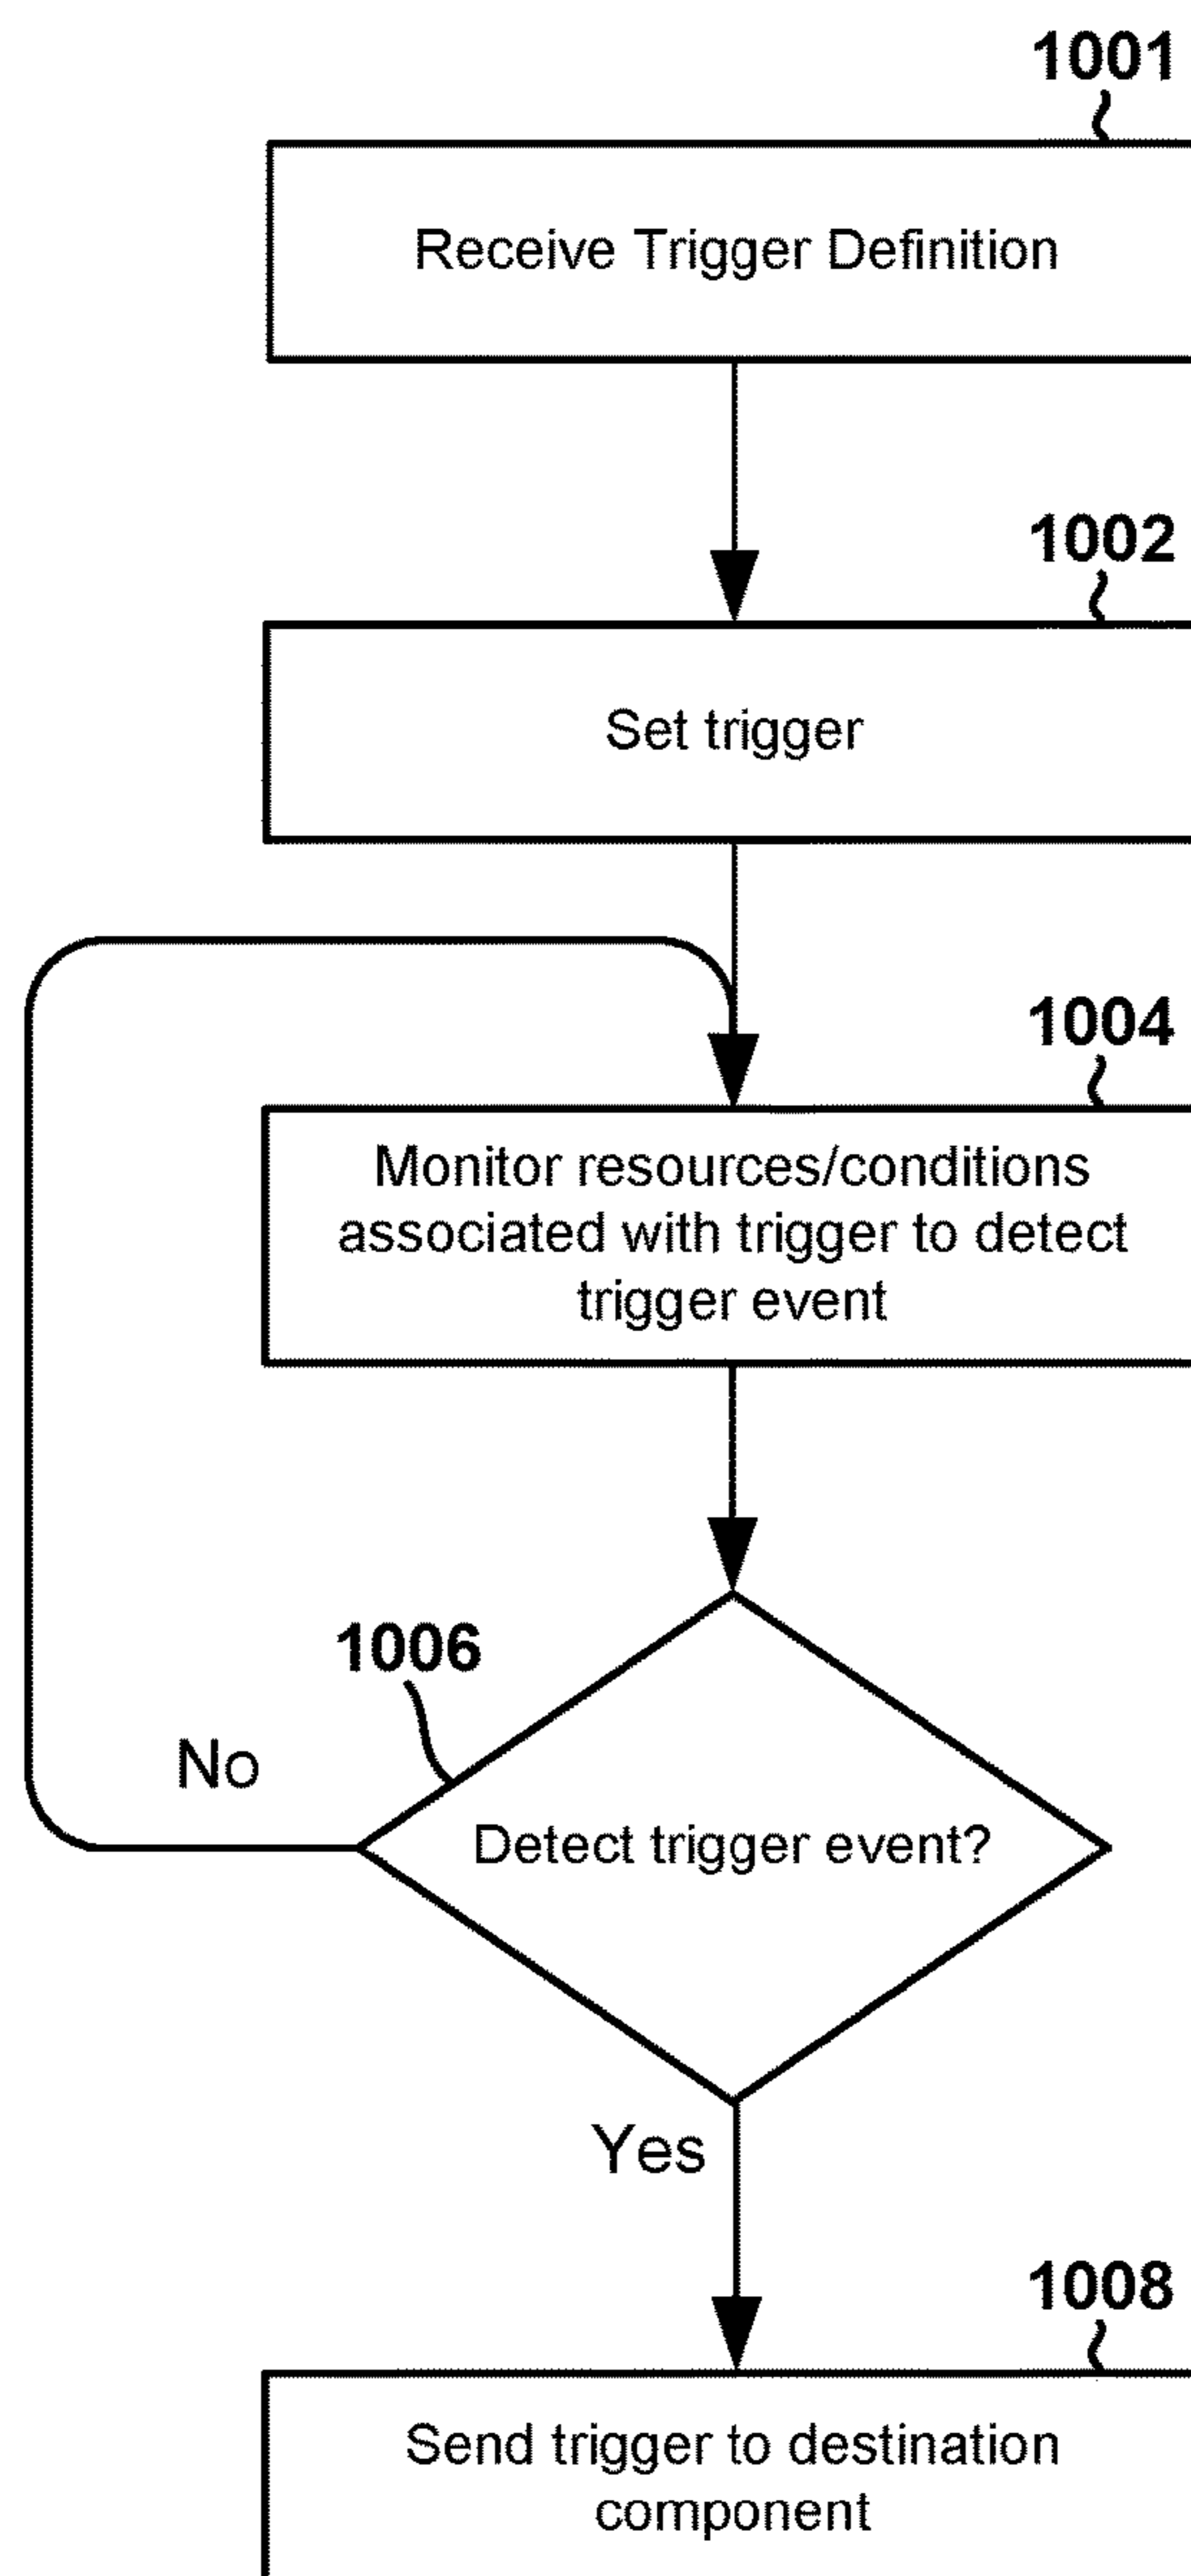 1001
Receive Trigger Definition
1002
Set trigger
1004
Monitor resources/conditions
associated with trigger to detect
trigger event
1006
No
Detect trigger event?
Yes
1008
Send trigger to destination
component